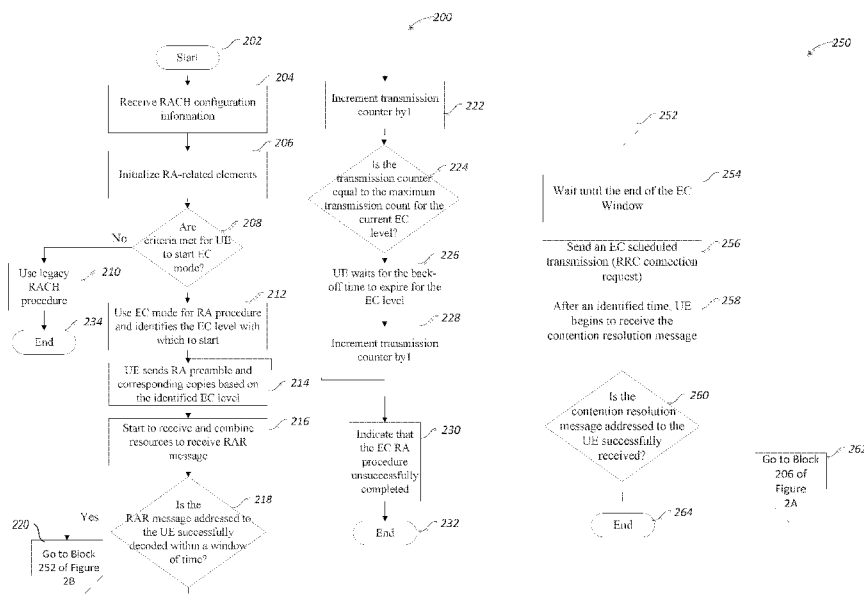 200
202
Start
204
Receive RACH configuration
information
206
Initialize RA-related elements
208
Are
criteria met for UE
to start EC
mode?
No
210
Use legacy
RACH
procedure
234
End
212
Use EC mode for RA procedure
and identifies the EC level with
which to start
UE sends RA preamble and
corresponding copies based on
the identified EC level
214
216
Start to receive and combine
resources to receive RAR
message
218
Is the
RAR message addressed to
the UE successfully
decoded within a window
of time?
Yes
220
Go to Block
252 of Figure
2B
Increment transmission
counter by1
222
224
Is the
transmission counter
equal to the maximum
transmission count for the
current EC
level?
226
UE waits for the back-
off time to expire for the
EC level
228
Increment transmission
counter by1
230
Indicate that
the EC RA
procedure
unsuccessfully
completed
End
232
250
252
254
Wait until the end of the EC
Window
Send an EC scheduled
transmission (RRC connection
request)
256
After an identified time, UE
begins to receive the
contention resolution message
258
260
Is the
contention resolution
message addressed to the
UE successfully
received?
262
Go to Block
206 of
Figure
2A
End
264